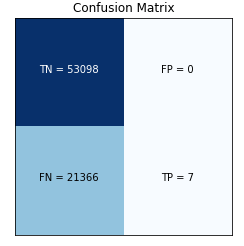 Confusion Matrix
TN = 53098 FP = 0
FN = 21366 TP = 7